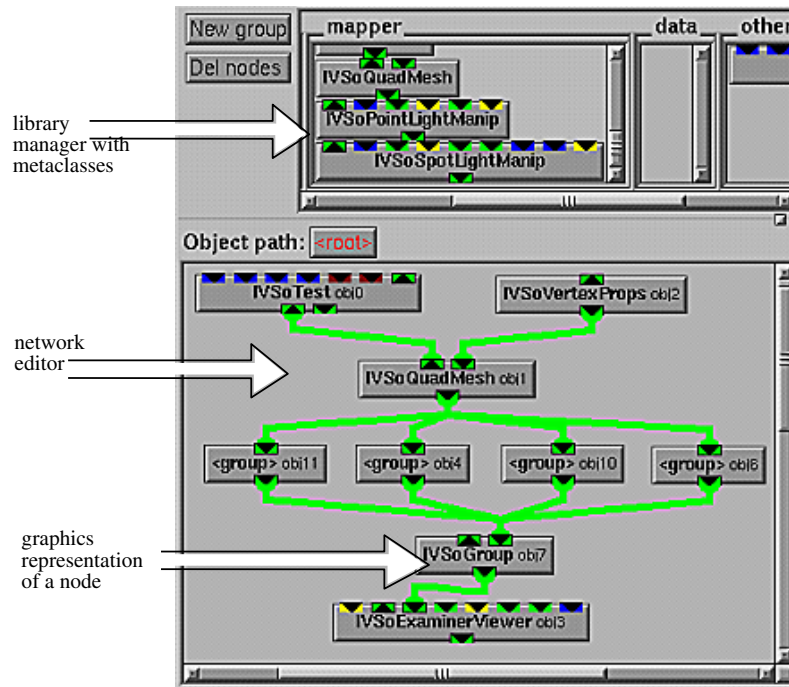 New group
Del nodes
mapper
data
other
IVSoQuadMesh
IVSoPointLightManip
IVSoSpotLightManip
library
manager with
metaclasses
Object path: <root>
IVSoTest obj0
IVSoVertexProps obj2
network
editor
IVSoQuadMesh obj1
<group> obj11
<group> obj4
<group> obj10
<group> obj6
graphics
representation
of a node
IVSoGroup obj7
IVSoExaminerViewer obj3